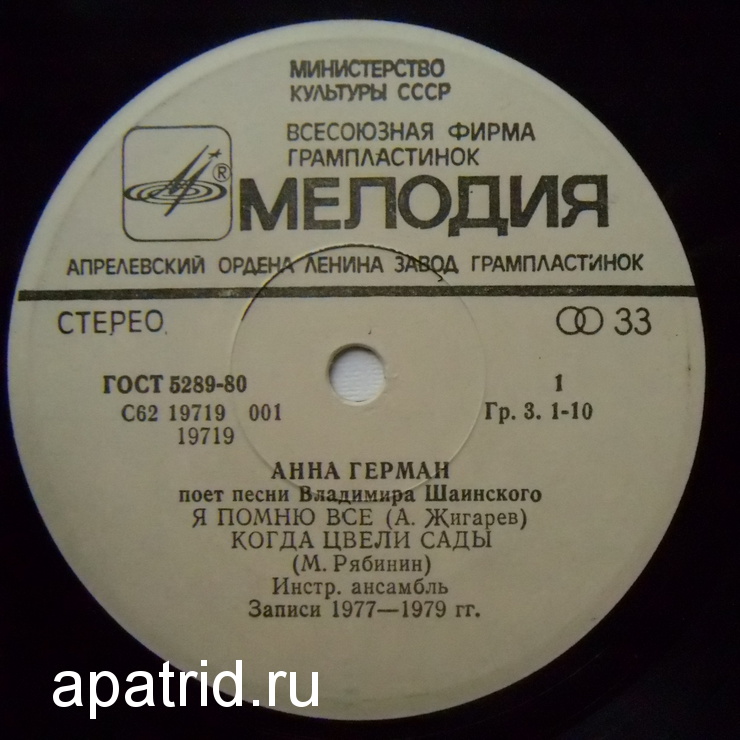 МИНИСТЕРСТВО
КУЛЬТУРЫ СССР
ВСЕСОЮЗНАЯ ФИРМА
ГРАМПЛАСТИНОК
® МЕЛОДИЯ
АПРЕЛЕВСКИЙ ОРДЕНА ЛЕНИНА ЗАВОД ГРАМПЛАСТИНОК
СТЕРЕО 33
ГОСТ 5289-80 1
С62 19719 001 Гр. 3. 1-10
19719
АННА ГЕРМАН
поет песни Владимира Шаинского
Я ПОМНЮ ВСЕ (А. Жигарев)
КОГДА ЦВЕЛИ САДЫ
(М. Рябинин)
Инстр. ансамбль
Записи 1977—1979 гг.
apatrid.ru